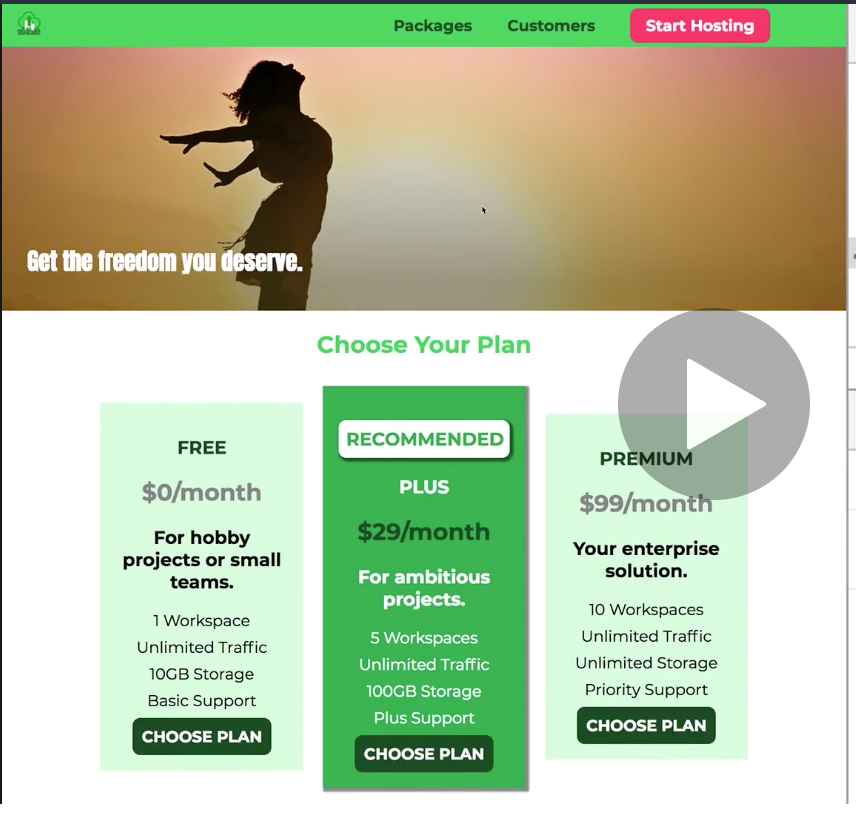 Packages
Customers
Start Hosting
Get the freedom you deserve.
Choose Your Plan
FREE
$0/month
For hobby
projects or small
teams.
1 Workspace
Unlimited Traffic
10GB Storage
Basic Support
CHOOSE PLAN
RECOMMENDED
PLUS
$29/month
For ambitious
projects.
5 Workspaces
Unlimited Traffic
100GB Storage
Plus Support
CHOOSE PLAN
PREMIUM
$99/month
Your enterprise
solution.
10 Workspaces
Unlimited Traffic
Unlimited Storage
Priority Support
CHOOSE PLAN